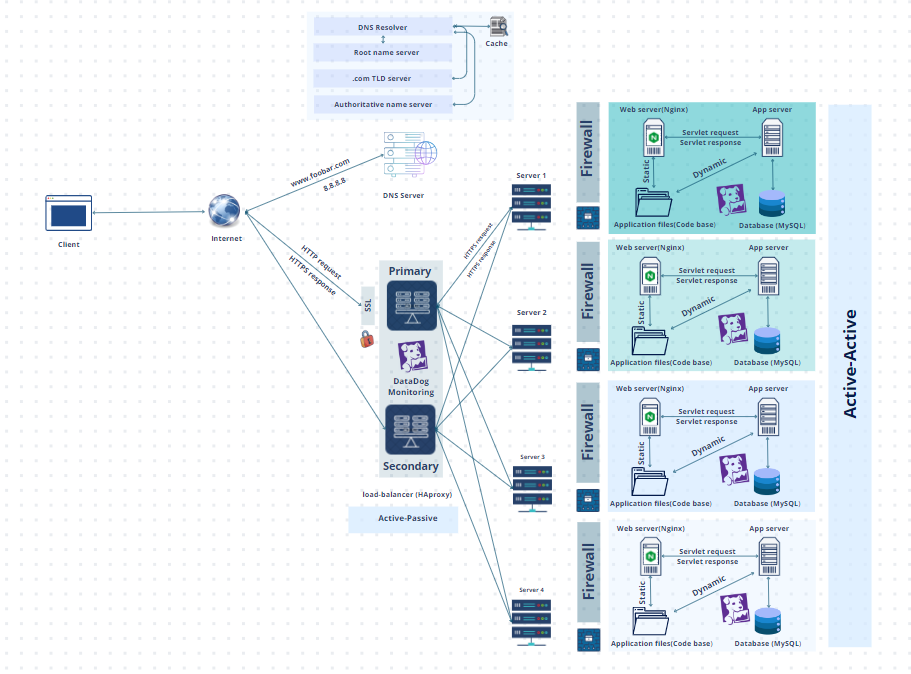 DNS Resolver
Cache
Root name server
.com TLD server
Authoritative name server
www.foobar.com
8.8.8.8
DNS Server
Client
Internet
HTTP request
HTTPS response
SSL
Primary
DataDog
Monitoring
Secondary
load-balancer (HAproxy)
Active-Passive
HTTPS request
HTTPS response
Server 1
Server 2
Server 3
Server 4
Firewall
Web server(Nginx)
App server
Servlet request
Servlet response
Static
Dynamic
Application files(Code base)
Database (MySQL)
Firewall
Web server(Nginx)
App server
Servlet request
Servlet response
Static
Dynamic
Application files(Code base)
Database (MySQL)
Firewall
Web server(Nginx)
App server
Servlet request
Servlet response
Static
Dynamic
Application files(Code base)
Database (MySQL)
Firewall
Web server(Nginx)
App server
Servlet request
Servlet response
Static
Dynamic
Application files(Code base)
Database (MySQL)
Active-Active